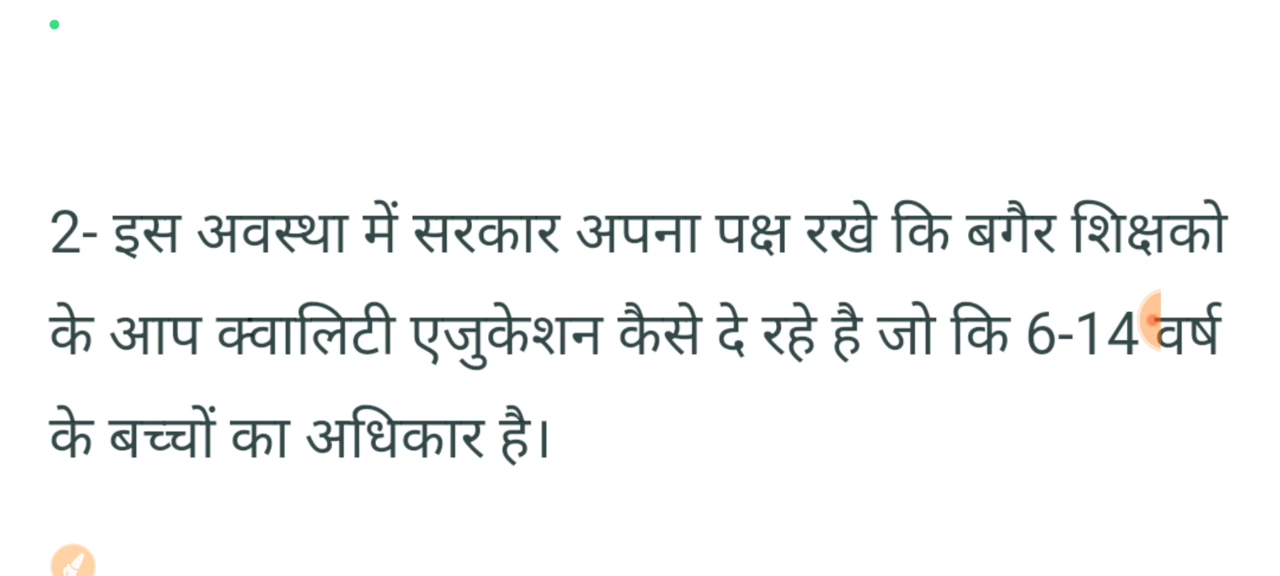 2- इस अवस्था में सरकार अपना पक्ष रखे कि बगैर शिक्षको
के आप क्वालिटी एजुकेशन कैसे दे रहे है जो कि 6-14 वर्ष
के बच्चों का अधिकार है।